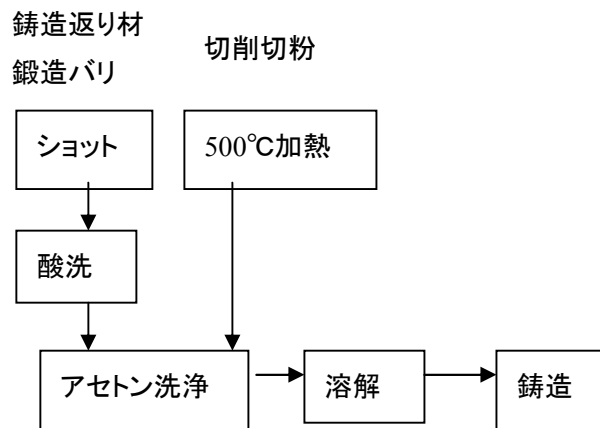 鋳造返り材
鍛造バリ
切削切粉
ショット
500℃加熱
酸洗
アセトン洗浄
溶解
鋳造